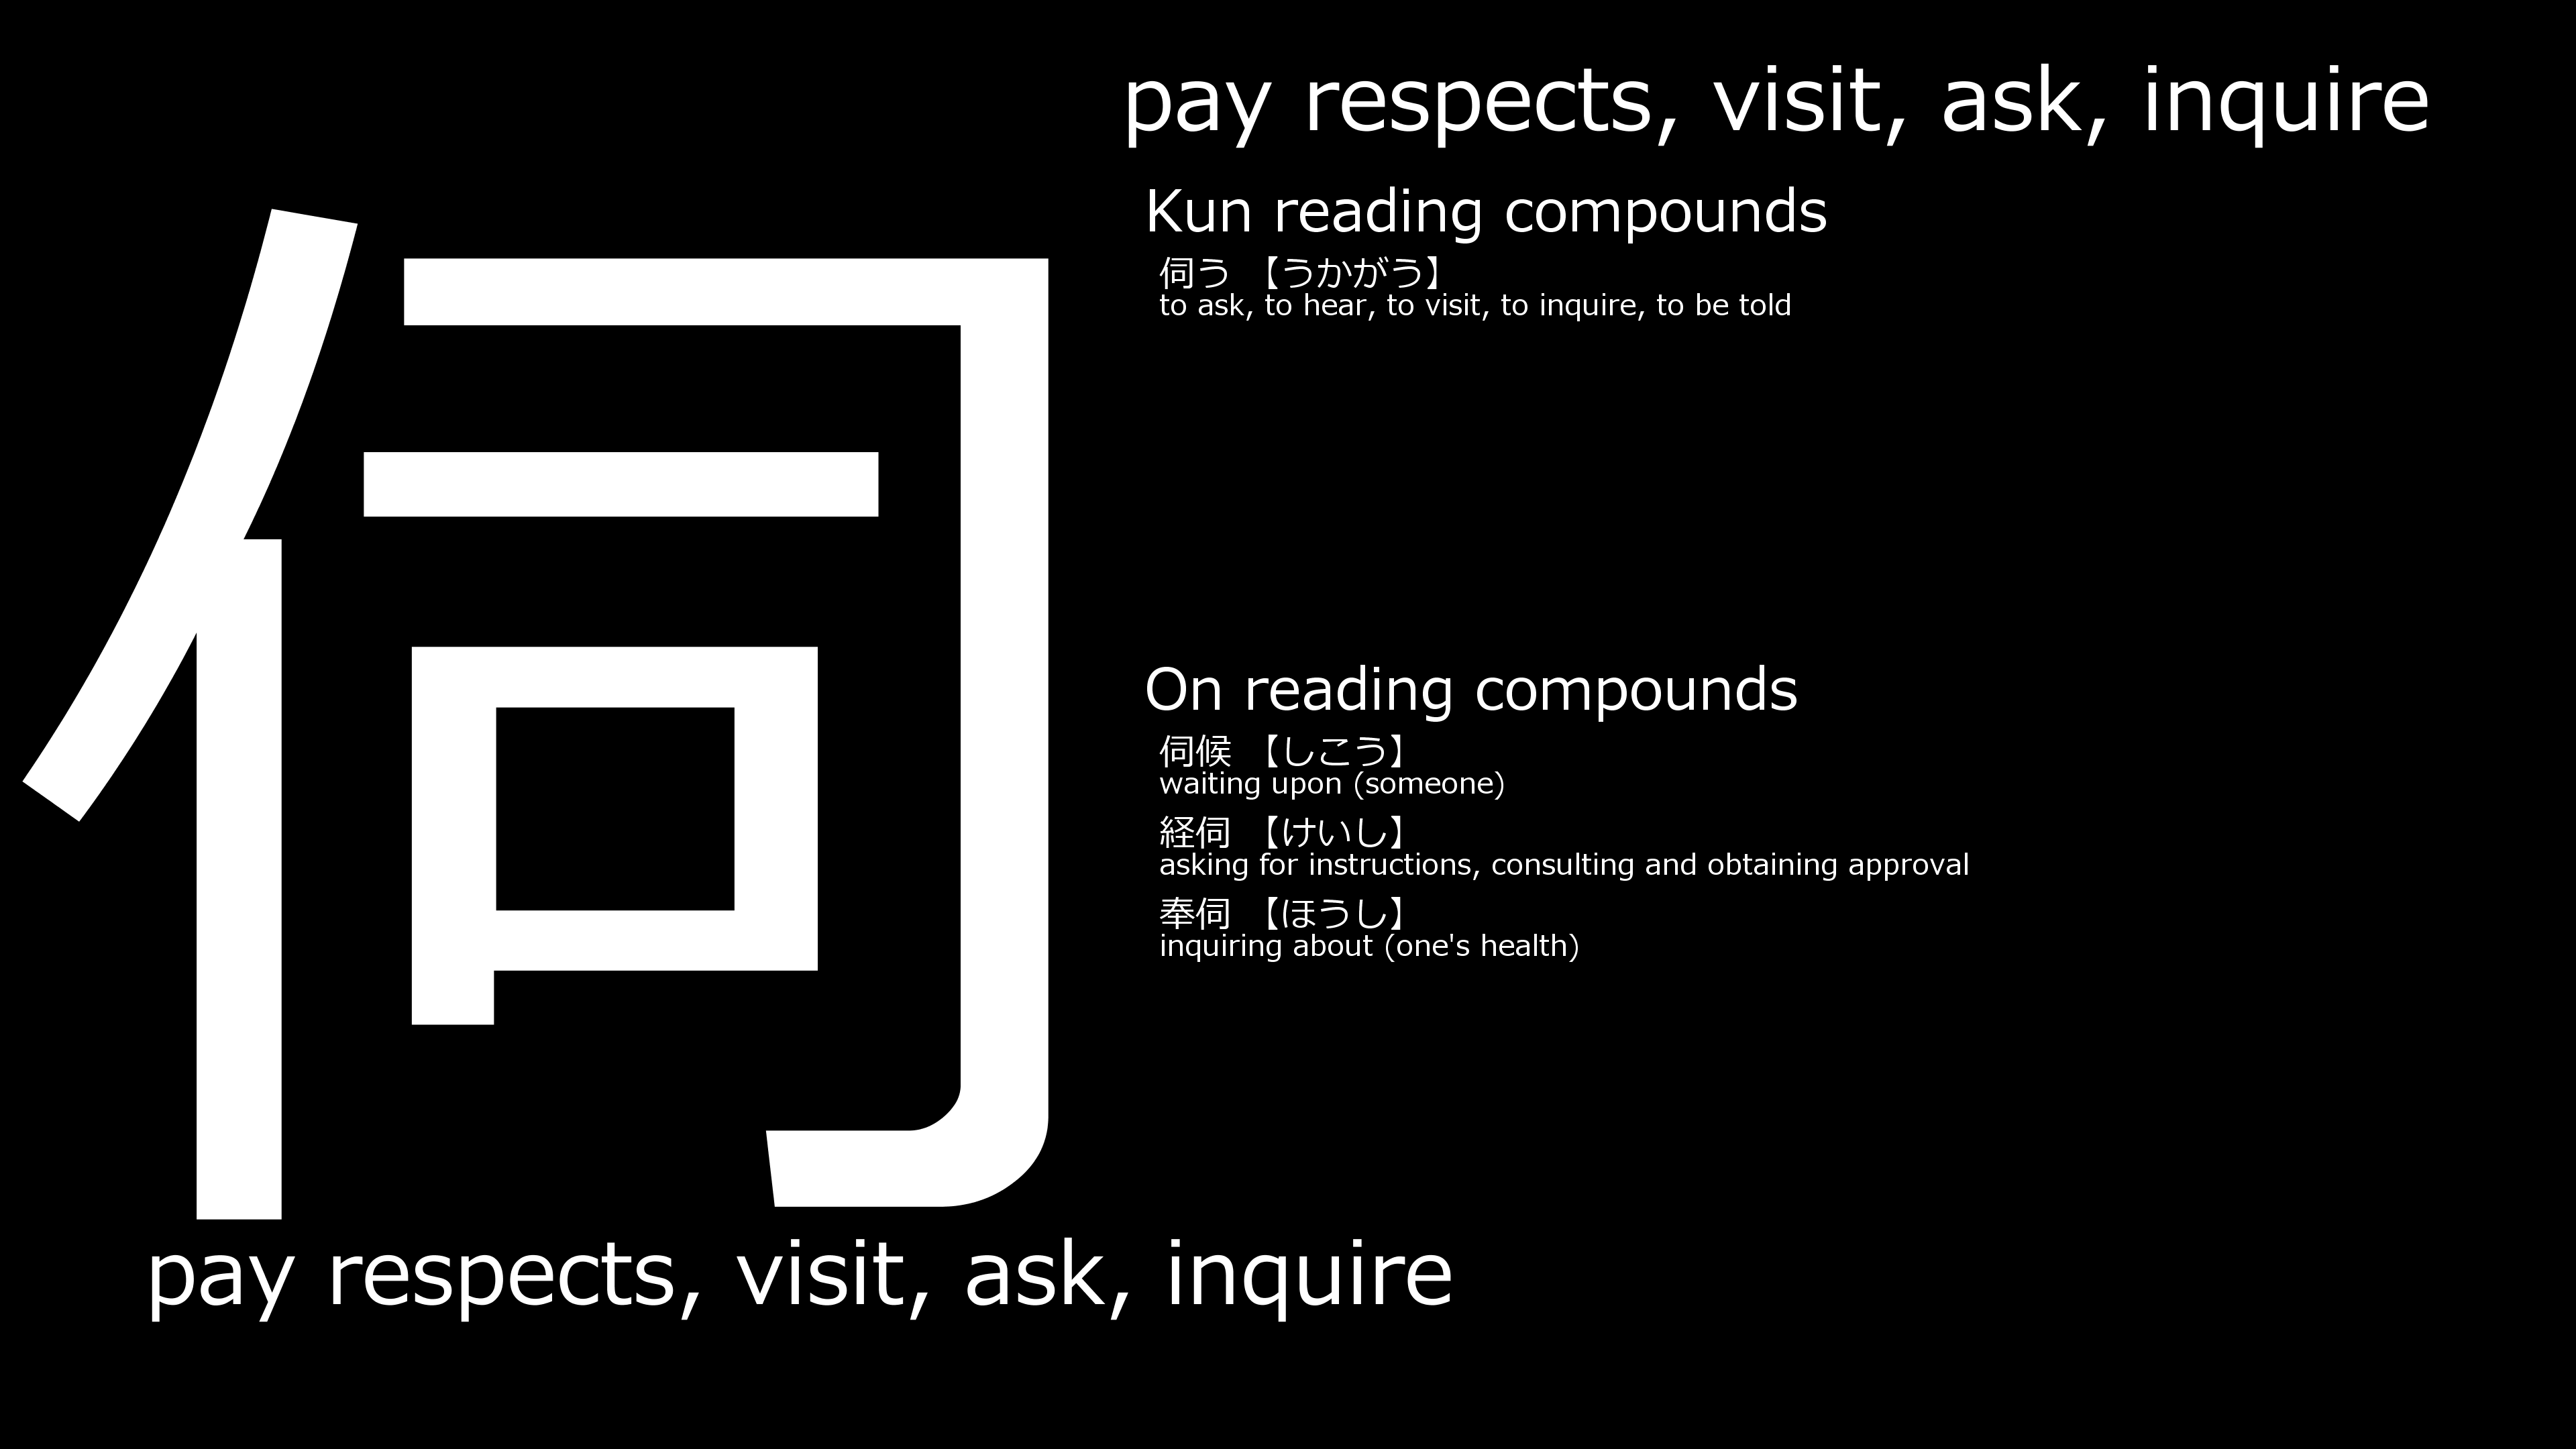 伺
pay respects, visit, ask, inquire
Kun reading compounds
伺う 【うかがう】
to ask, to hear, to visit, to inquire, to be told
On reading compounds
伺候 【しこう】
waiting upon (someone)
経伺 【けいし】
asking for instructions, consulting and obtaining approval
奉伺 【ほうし】
inquiring about (one's health)
pay respects, visit, ask, inquire